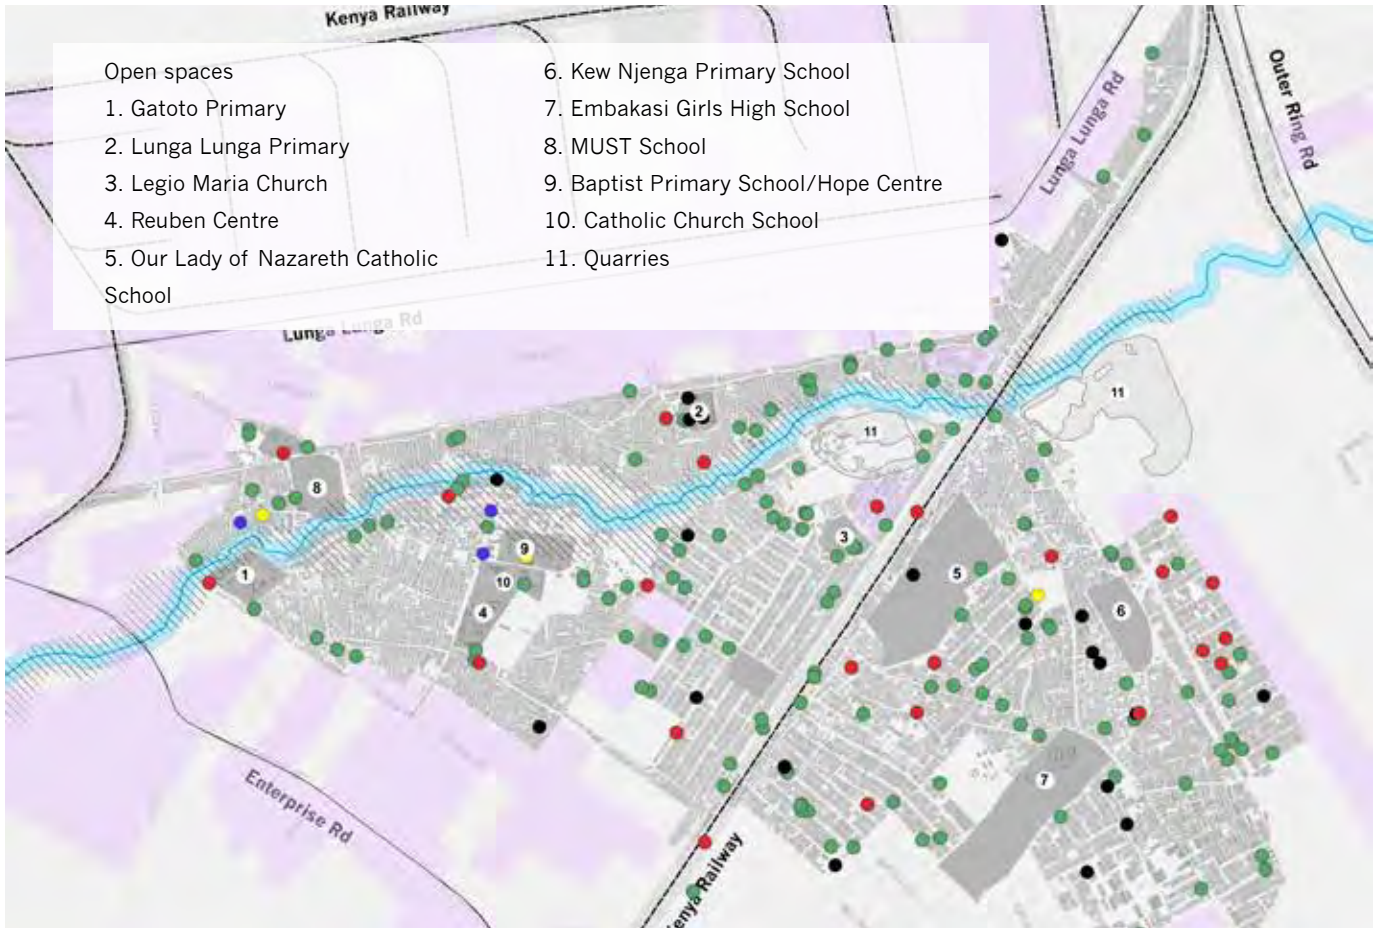 Kenya Railway
Open spaces
1. Gatoto Primary
2. Lunga Lunga Primary
3. Legio Maria Church
4. Reuben Centre
5. Our Lady of Nazareth Catholic
School
6. Kew Njenga Primary School
7. Embakasi Girls High School
8. MUST School
9. Baptist Primary School/Hope Centre
10. Catholic Church School
11. Quarries
Outer Ring Rd
Lunga Lunga Rd
Lunga Lunga Rd
11
2
11
8
3
9
1
10
5
4
6
7
Enterprise Rd
Kenya Railway